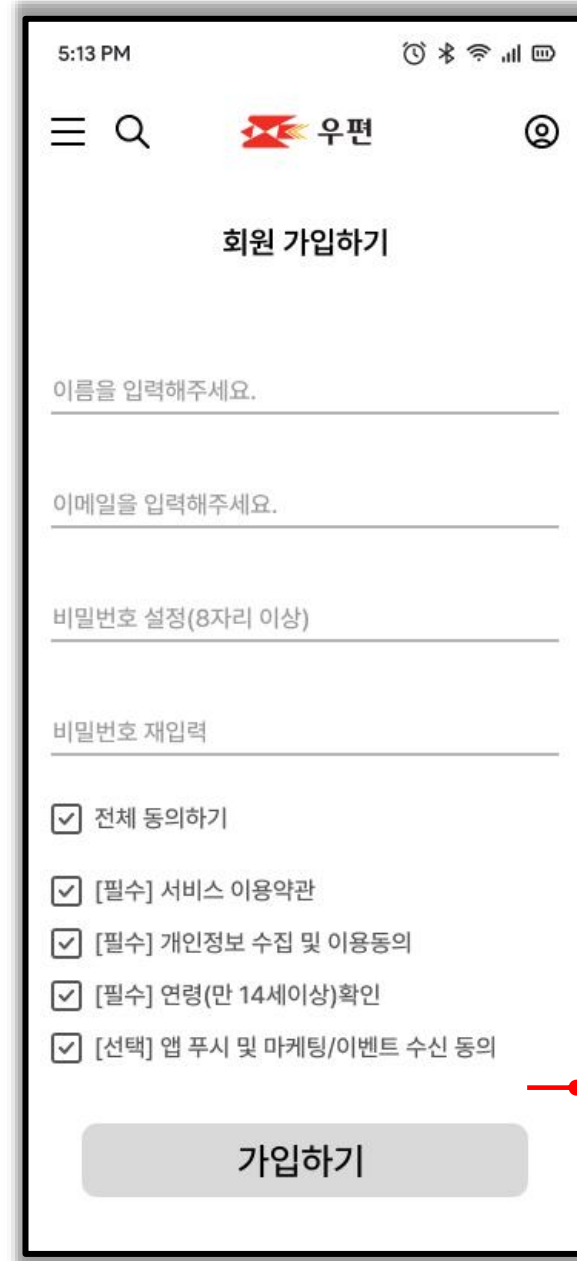 5:13 PM
우편
회원 가입하기
이름을 입력해주세요.
이메일을 입력해주세요.
비밀번호 설정(8자리 이상)
비밀번호 재입력
전체 동의하기
[필수] 서비스 이용약관
[필수] 개인정보 수집 및 이용동의
[필수] 연령(만 14세이상)확인
[선택] 앱 푸시 및 마케팅/이벤트 수신 동의
가입하기